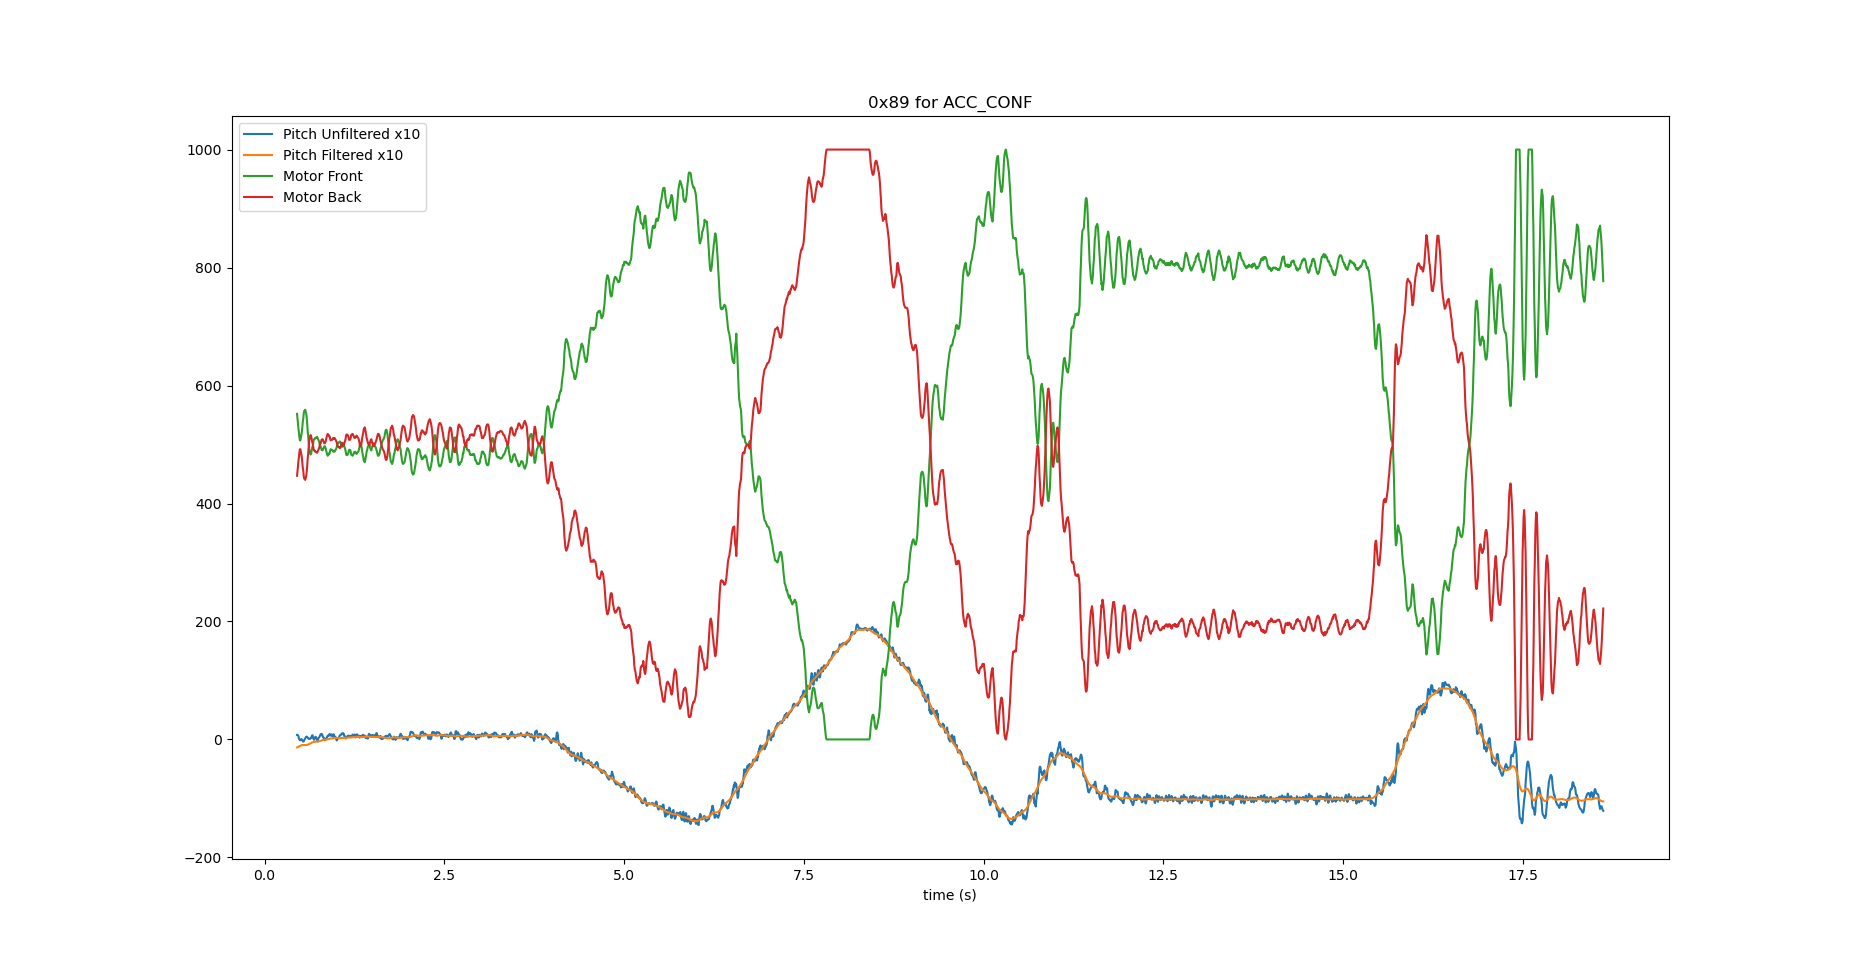 0x89 for ACC_CONF
Pitch Unfiltered x10
Pitch Filtered x10
Motor Front
Motor Back
1000
800
600
400
200
0
−200
0.0 2.5 5.0 7.5 10.0 12.5 15.0 17.5
time (s)